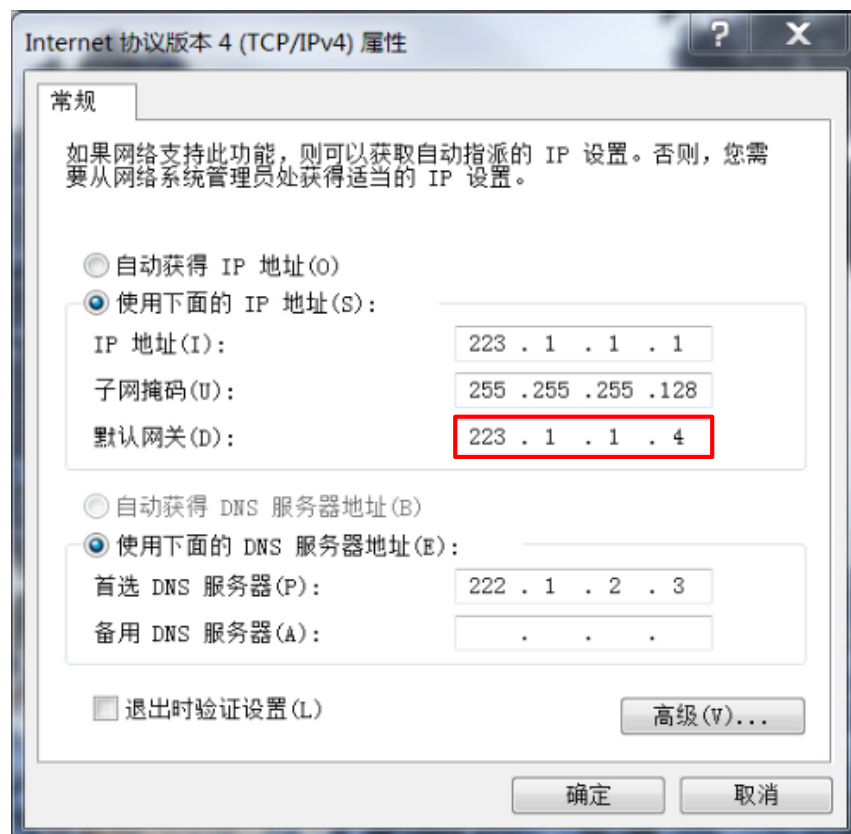 Internet 协议版本 4 (TCP/IPv4) 属性
? X
常规
如果网络支持此功能，则可以获取自动指派的 IP 设置。否则，您需
要从网络系统管理员处获得适当的 IP 设置。
自动获得 IP 地址(O)
使用下面的 IP 地址(S):
IP 地址(I): 223 . 1 . 1 . 1
子网掩码(U): 255 .255 .255 .128
默认网关(D): 223 . 1 . 1 . 4
自动获得 DNS 服务器地址(B)
使用下面的 DNS 服务器地址(E):
首选 DNS 服务器(P): 222 . 1 . 2 . 3
备用 DNS 服务器(A): . . .
退出时验证设置(L)
高级(V)...
确定 取消